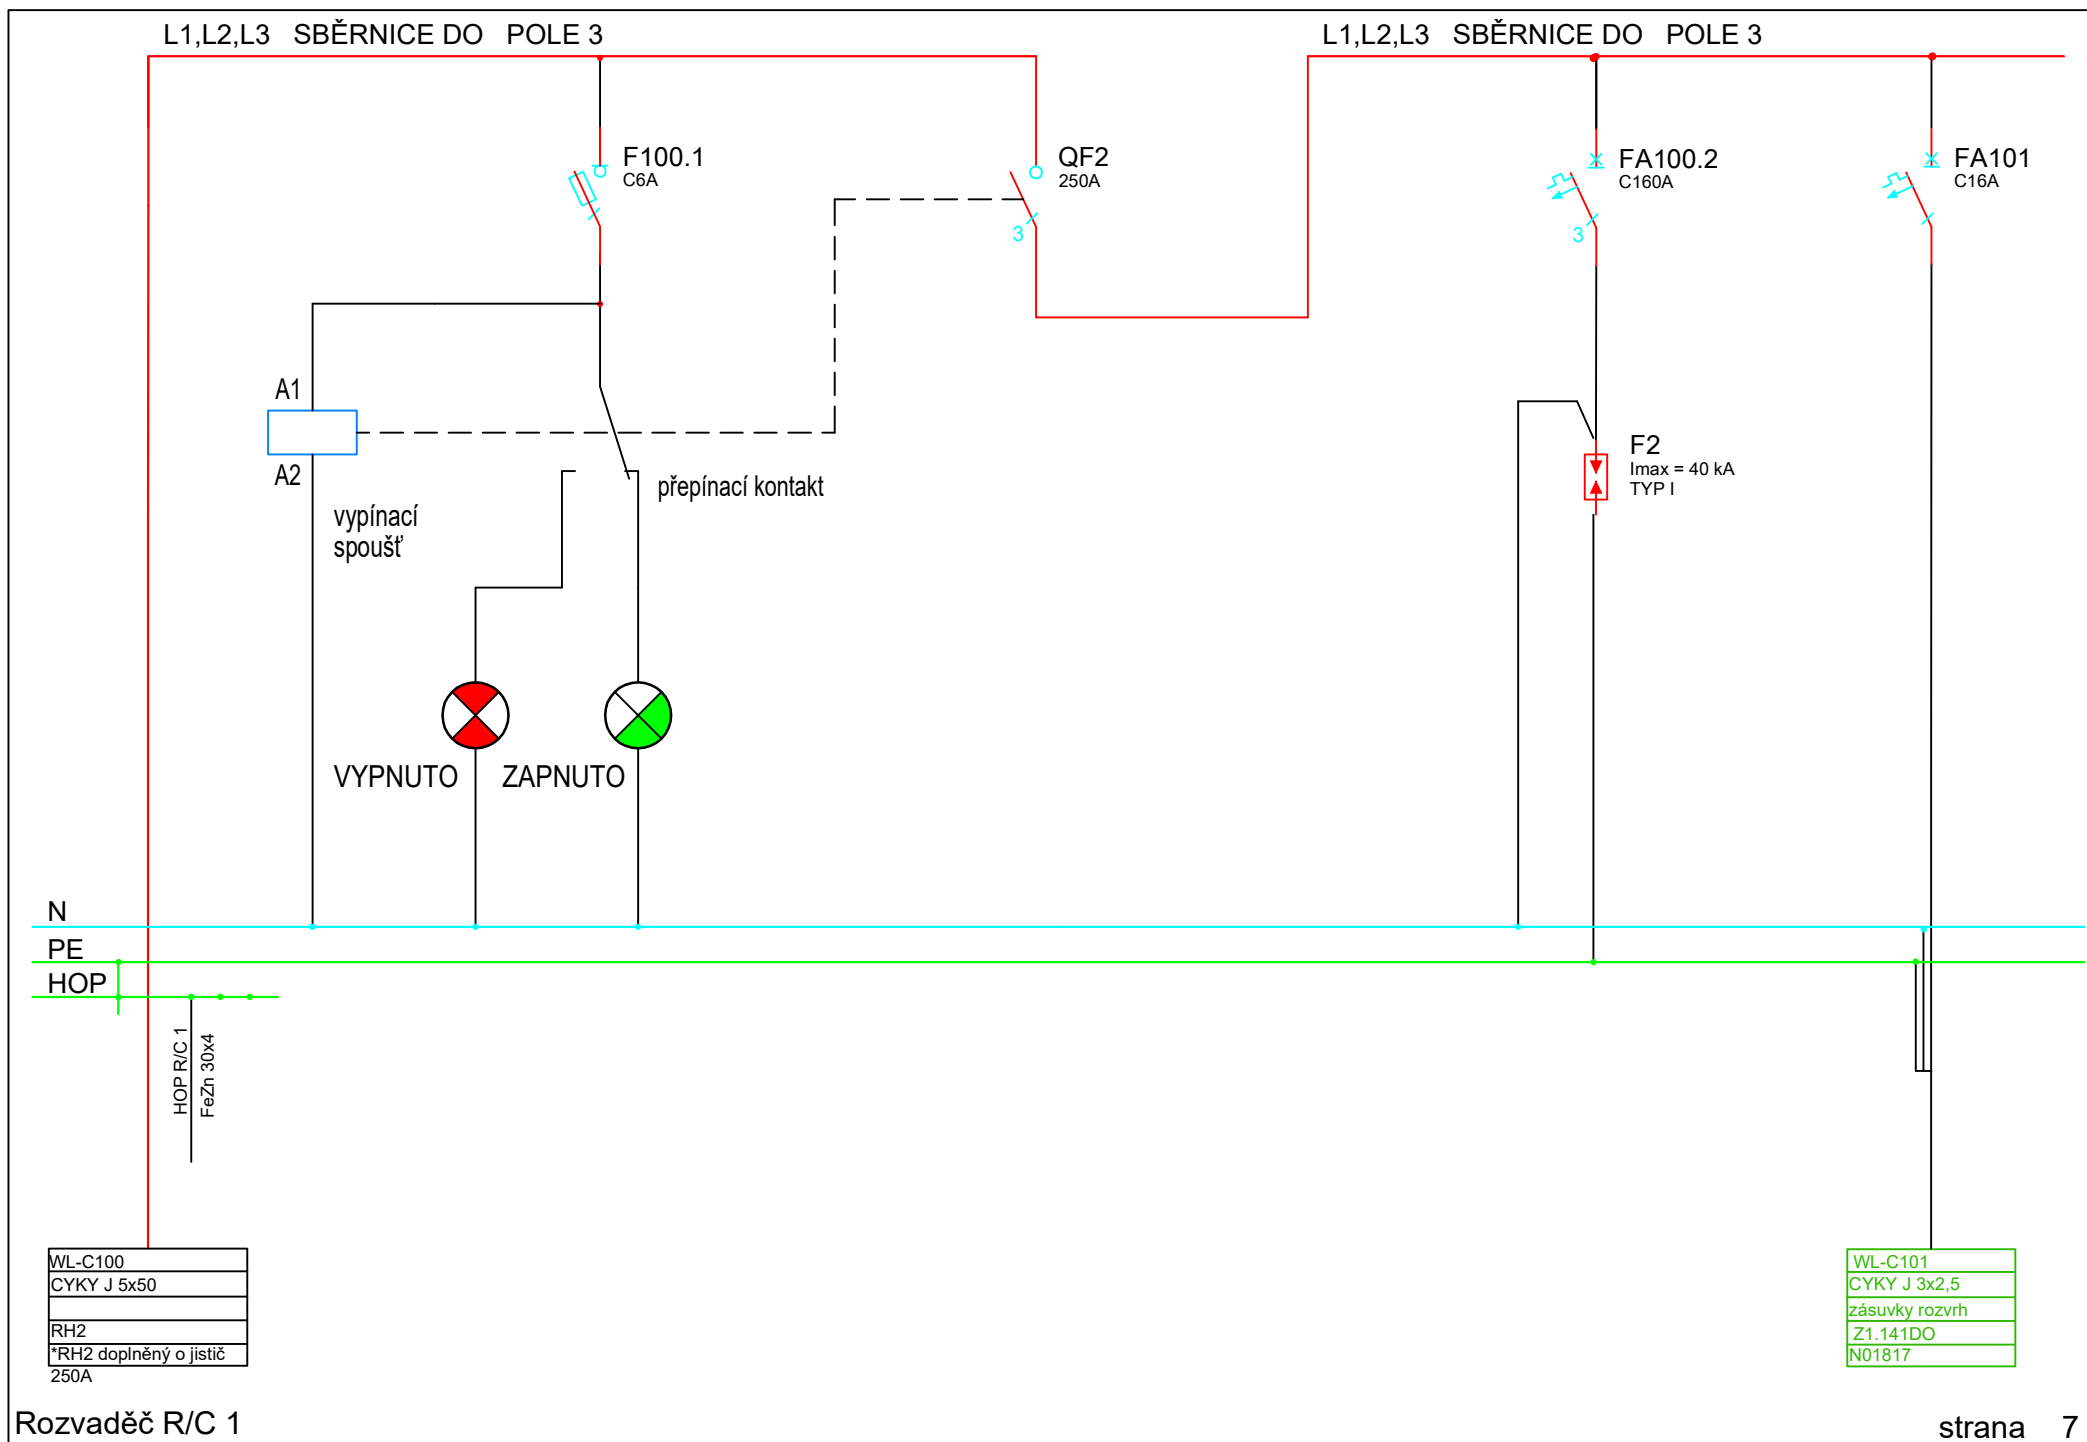 L1,L2,L3 SBĚRNICE DO POLE 3
L1,L2,L3 SBĚRNICE DO POLE 3
F100.1
C6A
QF2
250A
3
FA100.2
C160A
3
FA101
C16A
A1
A2
vypínací
spoušť
přepínací kontakt
F2
Imax = 40 kA
TYP I
VYPNUTO
ZAPNUTO
N
PE
HOP
HOP R/C 1
FeZn 30x4
WL-C100
CYKY J 5x50
RH2
*RH2 doplněný o jistič
250A
WL-C101
CYKY J 3x2,5
zásuvky rozvrh
Z1.141DO
N01817
Rozvaděč R/C 1
strana 7